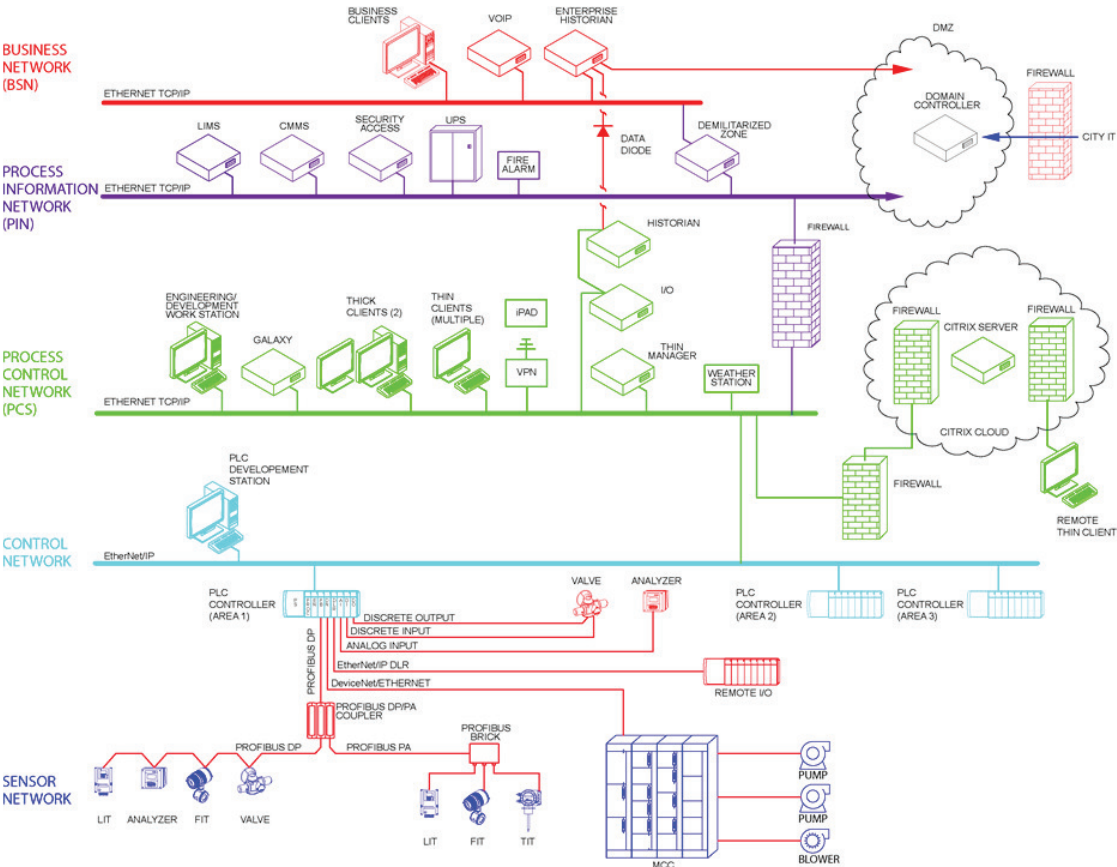 BUSINESS
CLIENTS
VOIP
ENTERPRISE
HISTORIAN
DMZ
BUSINESS
NETWORK
(BSN)
FIREWALL
DOMAIN
CONTROLLER
ETHERNET TCP/IP
CITY IT
LIMS
CMMS
SECURITY
ACCESS
UPS
FIRE
ALARM
DATA
DIODE
DEMILITARIZED
ZONE
PROCESS
INFORMATION
NETWORK
(PIN)
ETHERNET TCP/IP
HISTORIAN
FIREWALL
ENGINEERING/
DEVELOPMENT
WORK STATION
GALAXY
THICK
CLIENTS (2)
THIN
CLIENTS
(MULTIPLE)
iPAD
VPN
I/O
THIN
MANAGER
WEATHER
STATION
FIREWALL
CITRIX SERVER
FIREWALL
CITRIX CLOUD
PROCESS
CONTROL
NETWORK
(PCS)
ETHERNET TCP/IP
FIREWALL
REMOTE
THIN CLIENT
PLC
DEVELOPEMENT
STATION
CONTROL
NETWORK
EtherNet/IP
PLC
CONTROLLER
(AREA 1)
VALVE
ANALYZER
PLC
CONTROLLER
(AREA 2)
PLC
CONTROLLER
(AREA 3)
DISCRETE OUTPUT
DISCRETE INPUT
ANALOG INPUT
EtherNet/IP DLR
DeviceNet/ETHERNET
REMOTE I/O
PROFIBUS DP
PROFIBUS DP/PA
COUPLER
PROFIBUS DP
PROFIBUS PA
PROFIBUS
BRICK
SENSOR
NETWORK
LIT
ANALYZER
FIT
VALVE
LIT
FIT
TIT
MCC
PUMP
PUMP
BLOWER